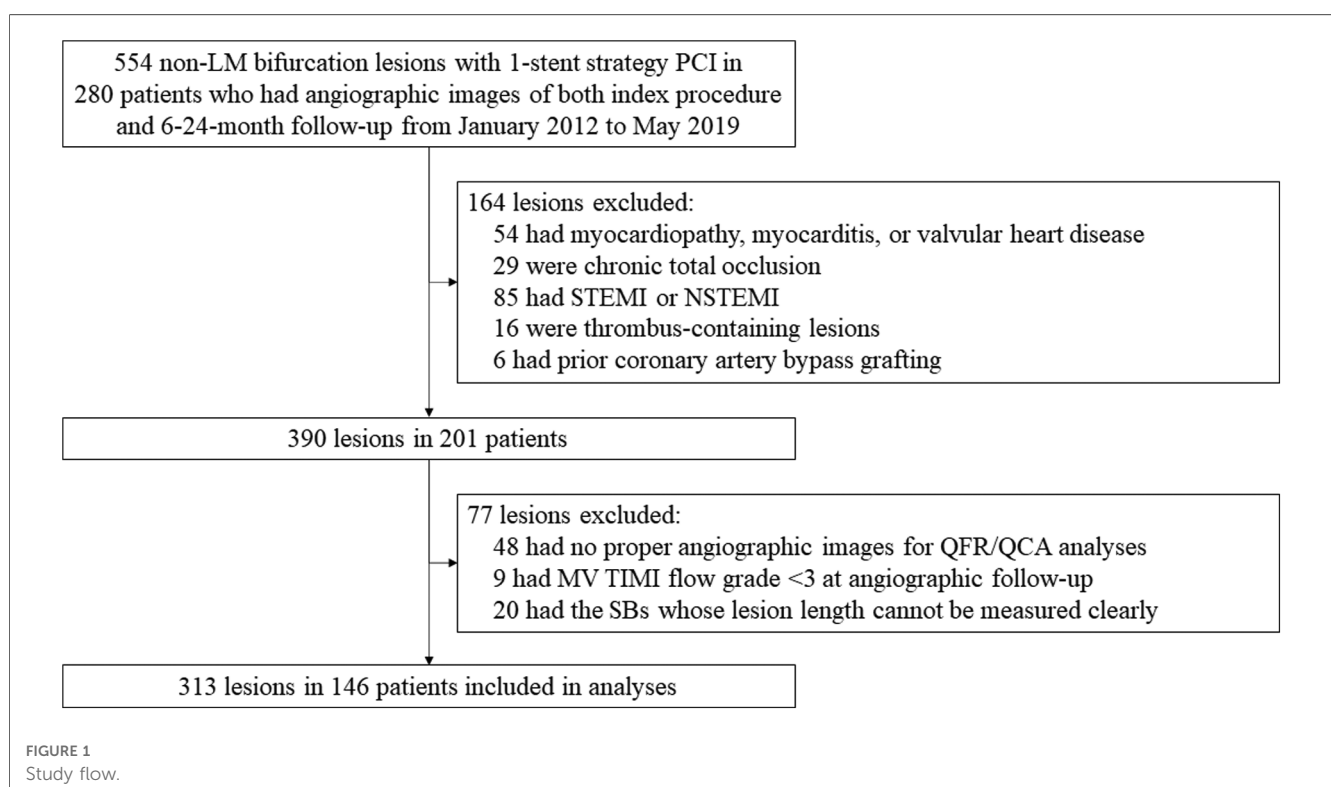 554 non-LM bifurcation lesions with 1-stent strategy PCI in
280 patients who had angiographic images of both index procedure
and 6-24-month follow-up from January 2012 to May 2019
164 lesions excluded:
54 had myocardiopathy, myocarditis, or valvular heart disease
29 were chronic total occlusion
85 had STEMI or NSTEMI
16 were thrombus-containing lesions
6 had prior coronary artery bypass grafting
390 lesions in 201 patients
77 lesions excluded:
48 had no proper angiographic images for QFR/QCA analyses
9 had MV TIMI flow grade <3 at angiographic follow-up
20 had the SBs whose lesion length cannot be measured clearly
313 lesions in 146 patients included in analyses
FIGURE 1
Study flow.